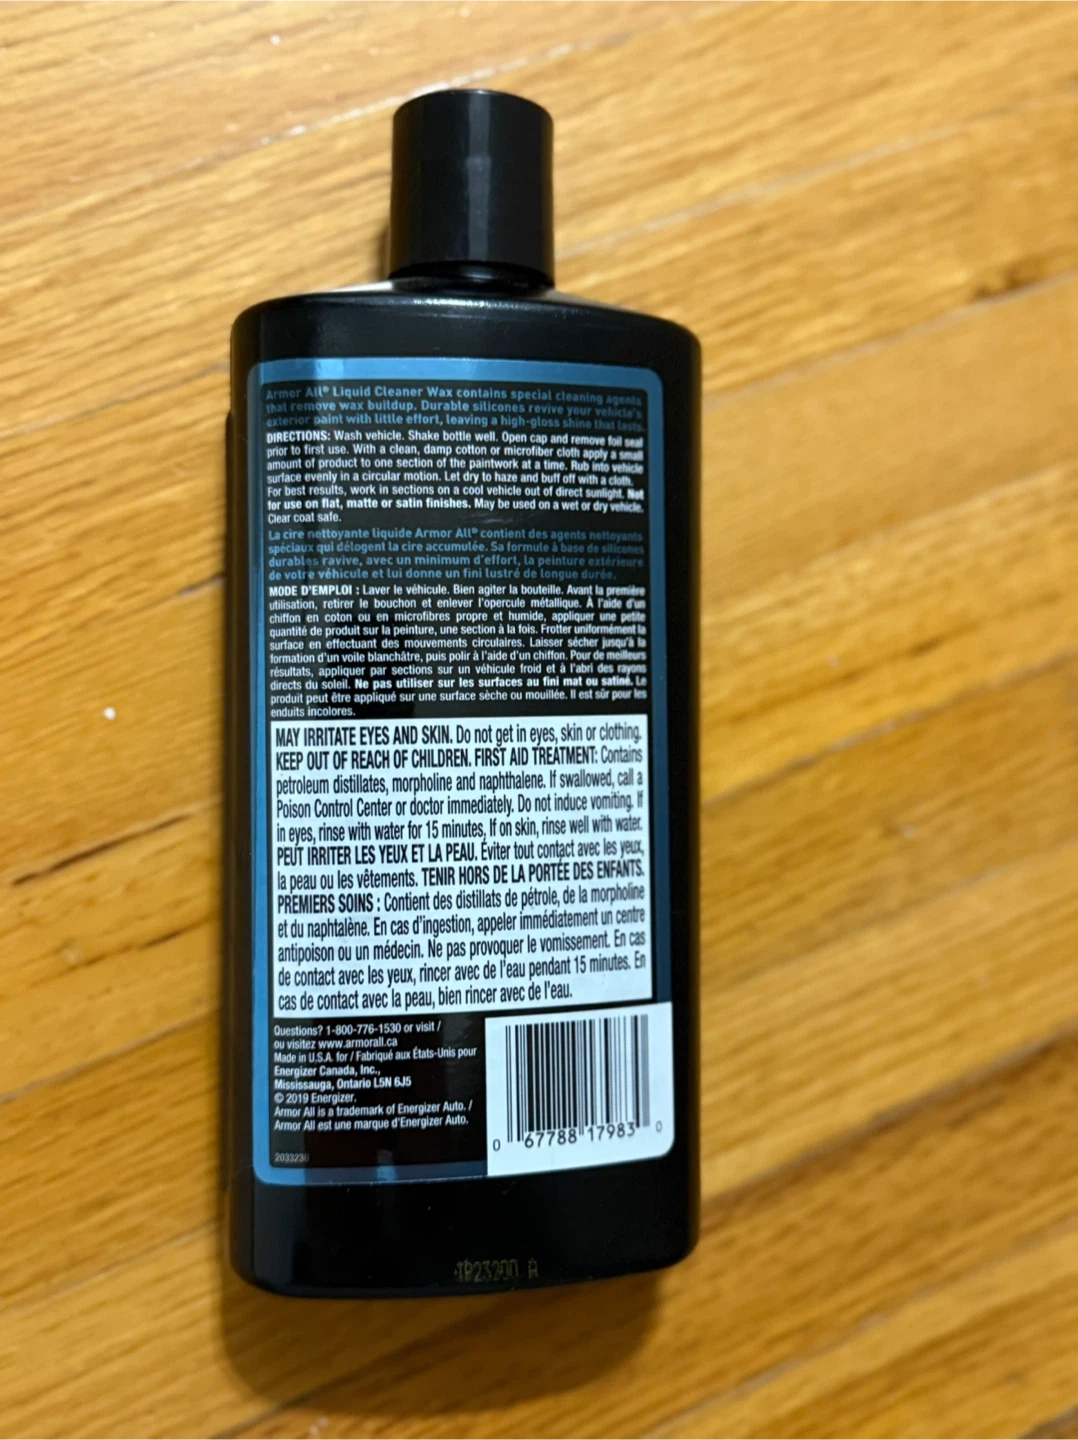 Armor All® Liquid Cleaner Wax contains special cleaning agents
that remove wax buildup. Durable silicones revive your vehicle's
exterior paint with little effort, leaving a high-gloss shine that lasts.
DIRECTIONS: Wash vehicle. Shake bottle well. Open cap and remove foil seal
prior to first use. With a clean, damp cotton or microfiber cloth apply a small
amount of product to one section of the paintwork at a time. Rub into vehicle
surface evenly in a circular motion. Let dry to haze and buff off with a cloth.
For best results, work in sections on a cool vehicle out of direct sunlight. Not
for use on flat, matte or satin finishes. May be used on a wet or dry vehicle.
Clear coat safe.
La cire nettoyante liquide Armor All® contient des agents nettoyants
spéciaux qui délogent la cire accumulée. Sa formule à base de silicones
durables ravive, avec un minimum d'effort, la peinture extérieure
de votre véhicule et lui donne un fini lustré de longue durée.
MODE D'EMPLOI : Laver le véhicule. Bien agiter la bouteille. Avant la première
utilisation, retirer le bouchon et enlever l'opercule métallique. À l'aide d'un
chiffon en coton ou en microfibres propre et humide, appliquer une petite
quantité de produit sur la peinture, une section à la fois. Frotter uniformément la
surface en effectuant des mouvements circulaires. Laisser sécher jusqu'à la
formation d'un voile blanchâtre, puis polir à l'aide d'un chiffon. Pour de meilleurs
résultats, appliquer par sections sur un véhicule froid et à l'abri des rayons
directs du soleil. Ne pas utiliser sur les surfaces au fini mat ou satiné. Le
produit peut être appliqué sur une surface sèche ou mouillée. Il est sûr pour les
enduits incolores.
MAY IRRITATE EYES AND SKIN. Do not get in eyes, skin or clothing.
KEEP OUT OF REACH OF CHILDREN. FIRST AID TREATMENT: Contains
petroleum distillates, morpholine and naphthalene. If swallowed, call a
Poison Control Center or doctor immediately. Do not induce vomiting. If
in eyes, rinse with water for 15 minutes. If on skin, rinse well with water.
PEUT IRRITER LES YEUX ET LA PEAU. Éviter tout contact avec les yeux,
la peau ou les vêtements. TENIR HORS DE LA PORTÉE DES ENFANTS.
PREMIERS SOINS : Contient des distillats de pétrole, de la morpholine
et du naphtalène. En cas d'ingestion, appeler immédiatement un centre
antipoison ou un médecin. Ne pas provoquer le vomissement. En cas
de contact avec les yeux, rincer avec de l'eau pendant 15 minutes. En
cas de contact avec la peau, bien rincer avec de l'eau.
Questions? 1-800-776-1530 or visit /
ou visitez www.armorall.ca
Made in U.S.A. for / Fabriqué aux États-Unis pour
Energizer Canada, Inc.,
Mississauga, Ontario L5N 6J5
© 2019 Energizer.
Armor All is a trademark of Energizer Auto. /
Armor All est une marque d'Energizer Auto.
0 67788 17983 0